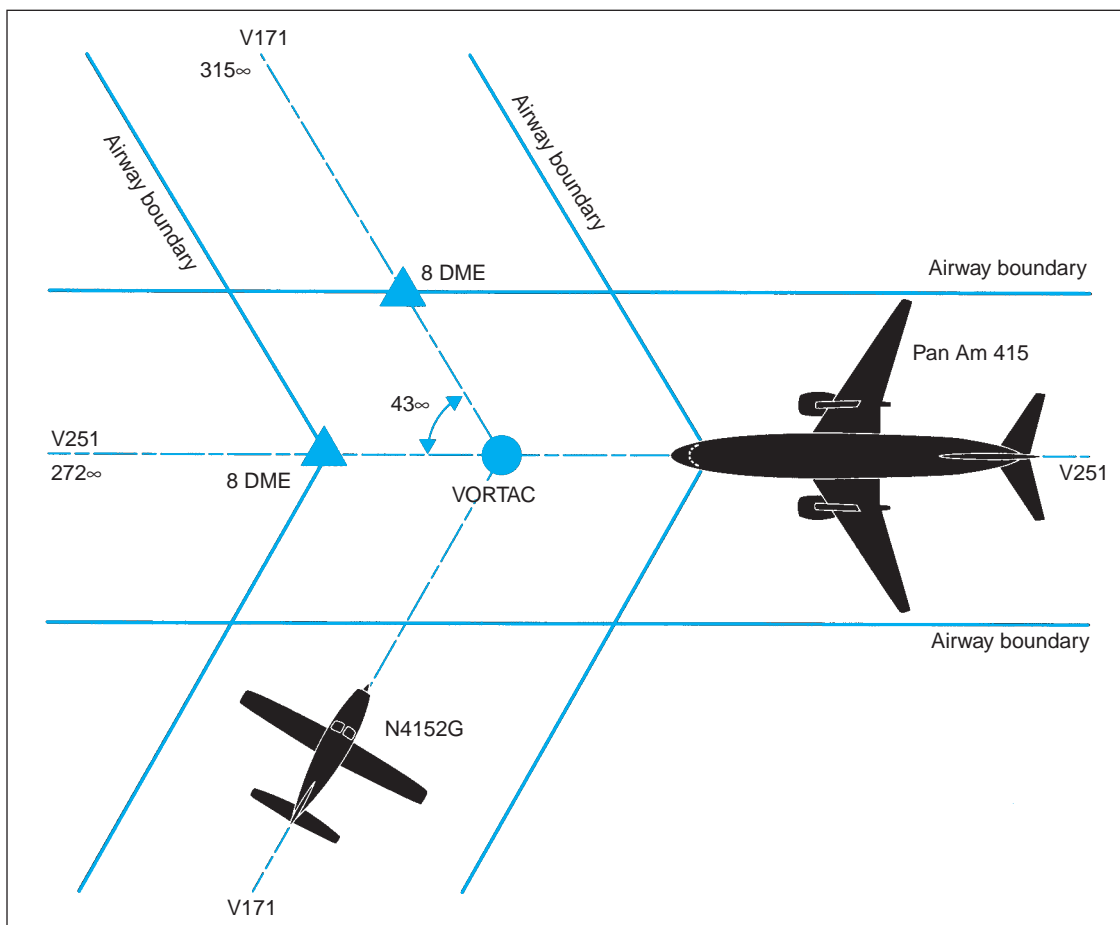 V171
315∞
Airway boundary
Airway boundary
8 DME
Airway boundary
Pan Am 415
43∞
V251
272∞
8 DME
VORTAC
V251
Airway boundary
N4152G
V171